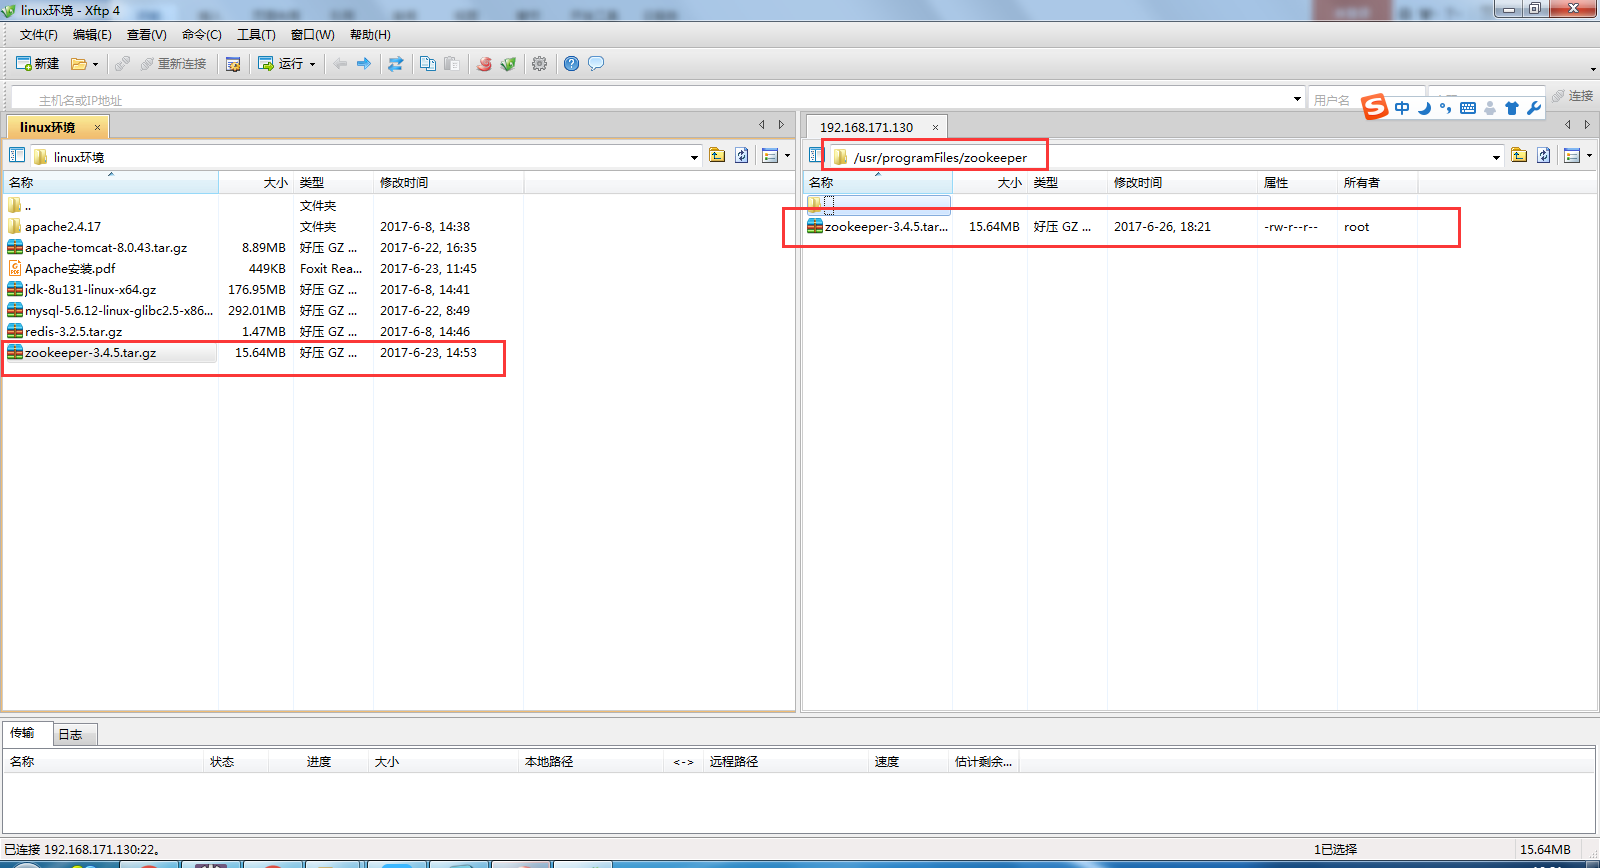 linux环境 - Xftp 4
文件(F) 编辑(E) 查看(V) 命令(C) 工具(T) 窗口(W) 帮助(H)
新建 重新连接 运行
主机名或IP地址 用户名 中 连接
linux环境 ×
linux环境
名称 大小 类型 修改时间
.. 文件夹
apache2.4.17 文件夹 2017-6-8, 14:38
apache-tomcat-8.0.43.tar.gz 8.89MB 好压 GZ ... 2017-6-22, 16:35
Apache安装.pdf 449KB Foxit Rea... 2017-6-23, 11:45
jdk-8u131-linux-x64.gz 176.95MB 好压 GZ ... 2017-6-8, 14:41
mysql-5.6.12-linux-glibc2.5-x86... 292.01MB 好压 GZ ... 2017-6-22, 8:49
redis-3.2.5.tar.gz 1.47MB 好压 GZ ... 2017-6-8, 14:46
zookeeper-3.4.5.tar.gz 15.64MB 好压 GZ ... 2017-6-23, 14:53
192.168.171.130 ×
/usr/programFiles/zookeeper
名称 大小 类型 修改时间 属性 所有者
zookeeper-3.4.5.tar... 15.64MB 好压 GZ ... 2017-6-26, 18:21 -rw-r--r-- root
传输 日志
名称 状态 进度 大小 本地路径 <-> 远程路径 速度 估计剩余...
已连接 192.168.171.130:22。 1已选择 15.64MB